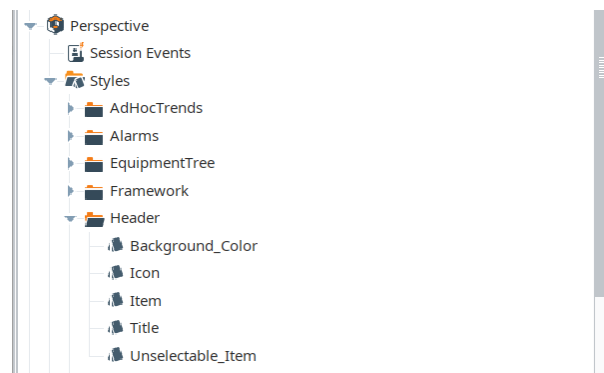 Perspective
Session Events
Styles
AdHocTrends
Alarms
EquipmentTree
Framework
Header
Background_Color
Icon
Item
Title
Unselectable_Item